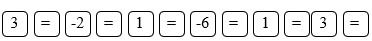 3 = -2 = 1 = -6 = 1 = 3 =